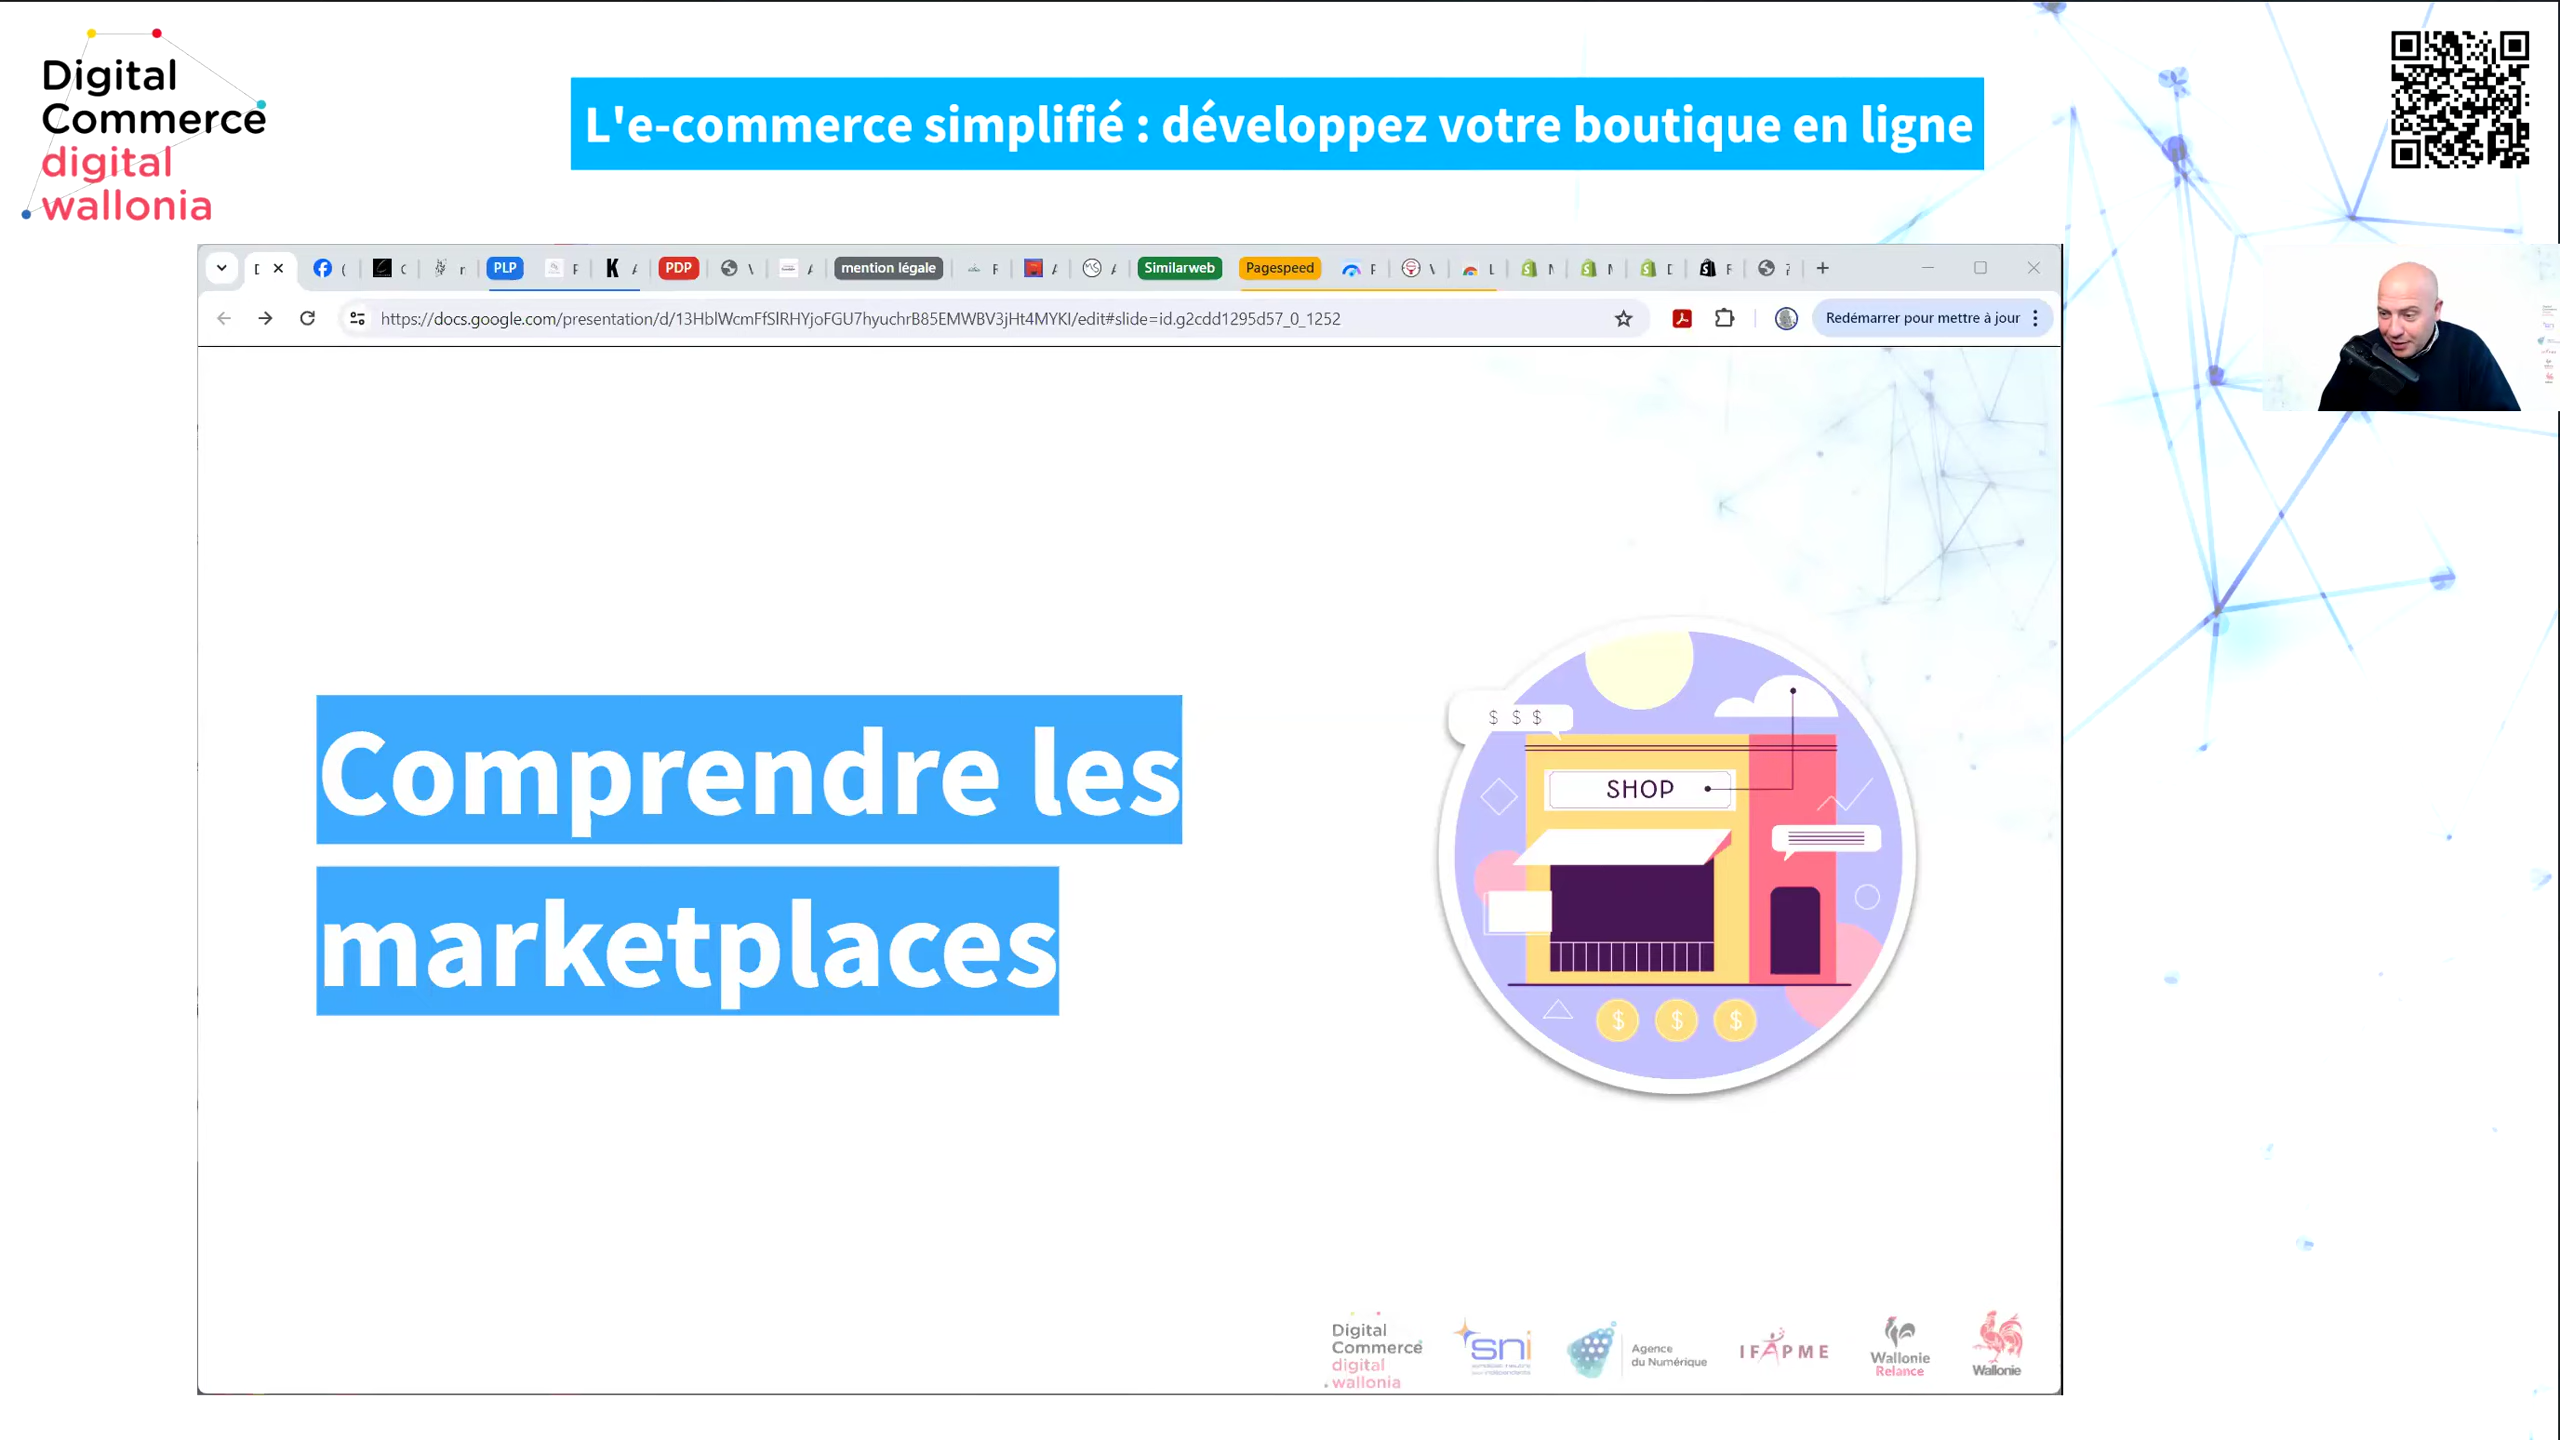 Digital
Commerce
digital
wallonia
L'e-commerce simplifié : développez votre boutique en ligne
PLP
K
PDP
mention légale
Similarweb
Pagespeed
https://docs.google.com/presentation/d/13HblWcmFfSlRHYjoFGU7hyuchrB85EMWBV3jHt4MYKI/edit#slide=id.g2cdd1295d57_0_1252
Redémarrer pour mettre à jour
Comprendre les
marketplaces
$ $ $
SHOP
$ $ $
Digital
Commerce
digital
wallonia
sni
Agence
du Numérique
IFAPME
Wallonie
Relance
Wallonie